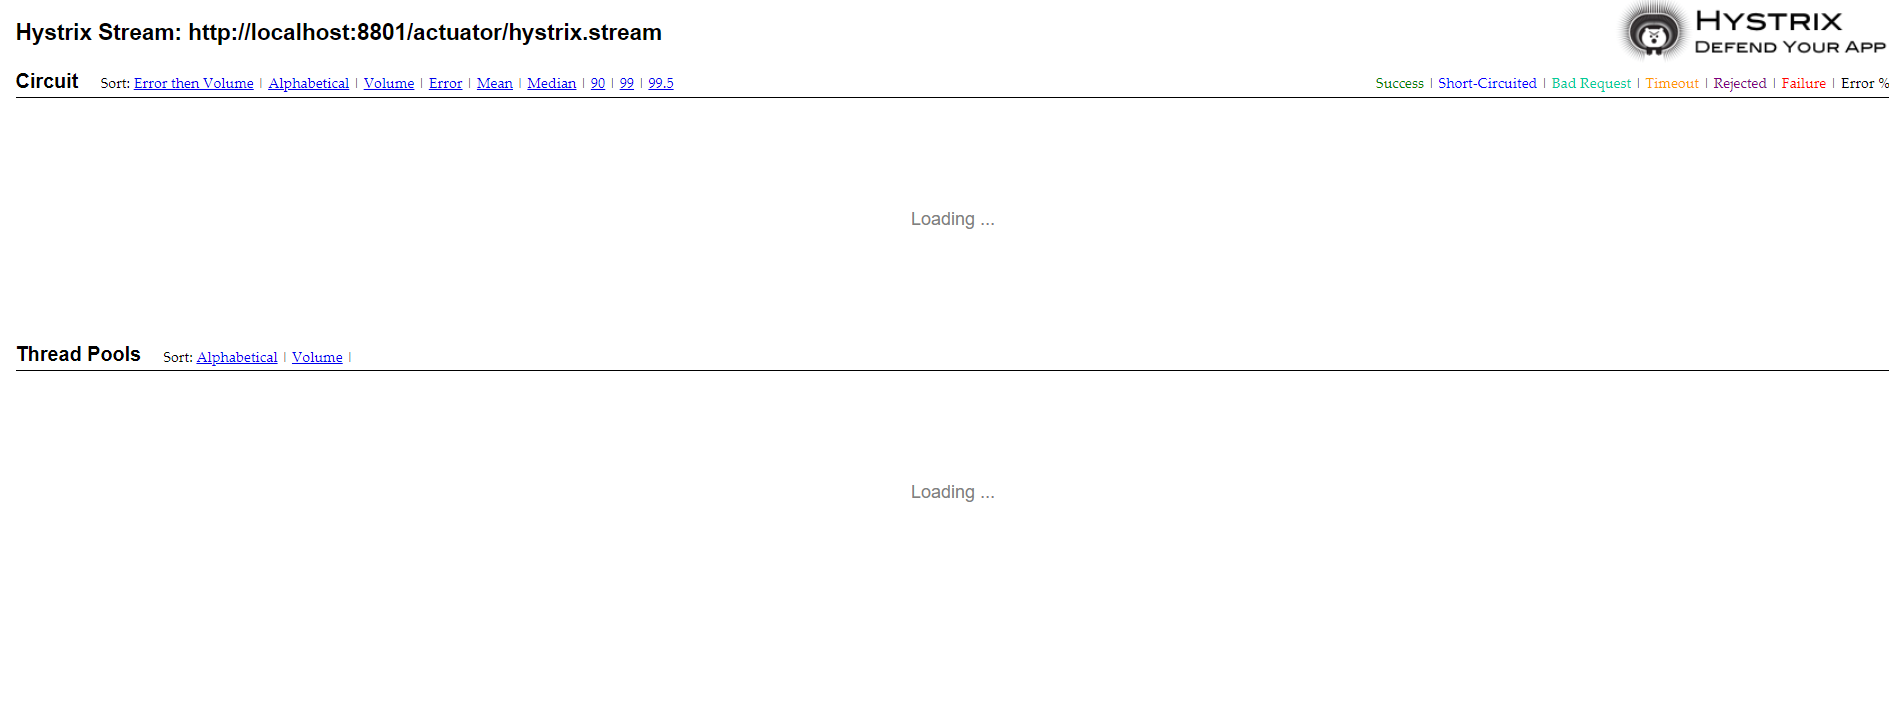 Hystrix Stream: http://localhost:8801/actuator/hystrix.stream
HYSTRIX
DEFEND YOUR APP
Circuit Sort: Error then Volume | Alphabetical | Volume | Error | Mean | Median | 90 | 99 | 99.5
Success | Short-Circuited | Bad Request | Timeout | Rejected | Failure | Error %
Loading ...
Thread Pools Sort: Alphabetical | Volume |
Loading ...